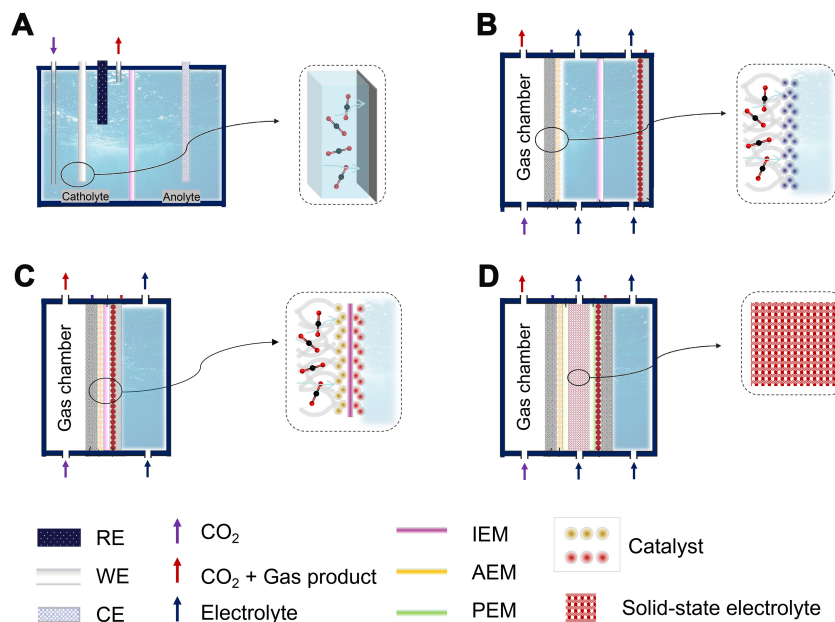 A
B
Catholyte
Anolyte
Gas chamber
C
D
Gas chamber
Gas chamber
RE
CO₂
IEM
Catalyst
WE
CO₂ + Gas product
AEM
CE
Electrolyte
PEM
Solid-state electrolyte